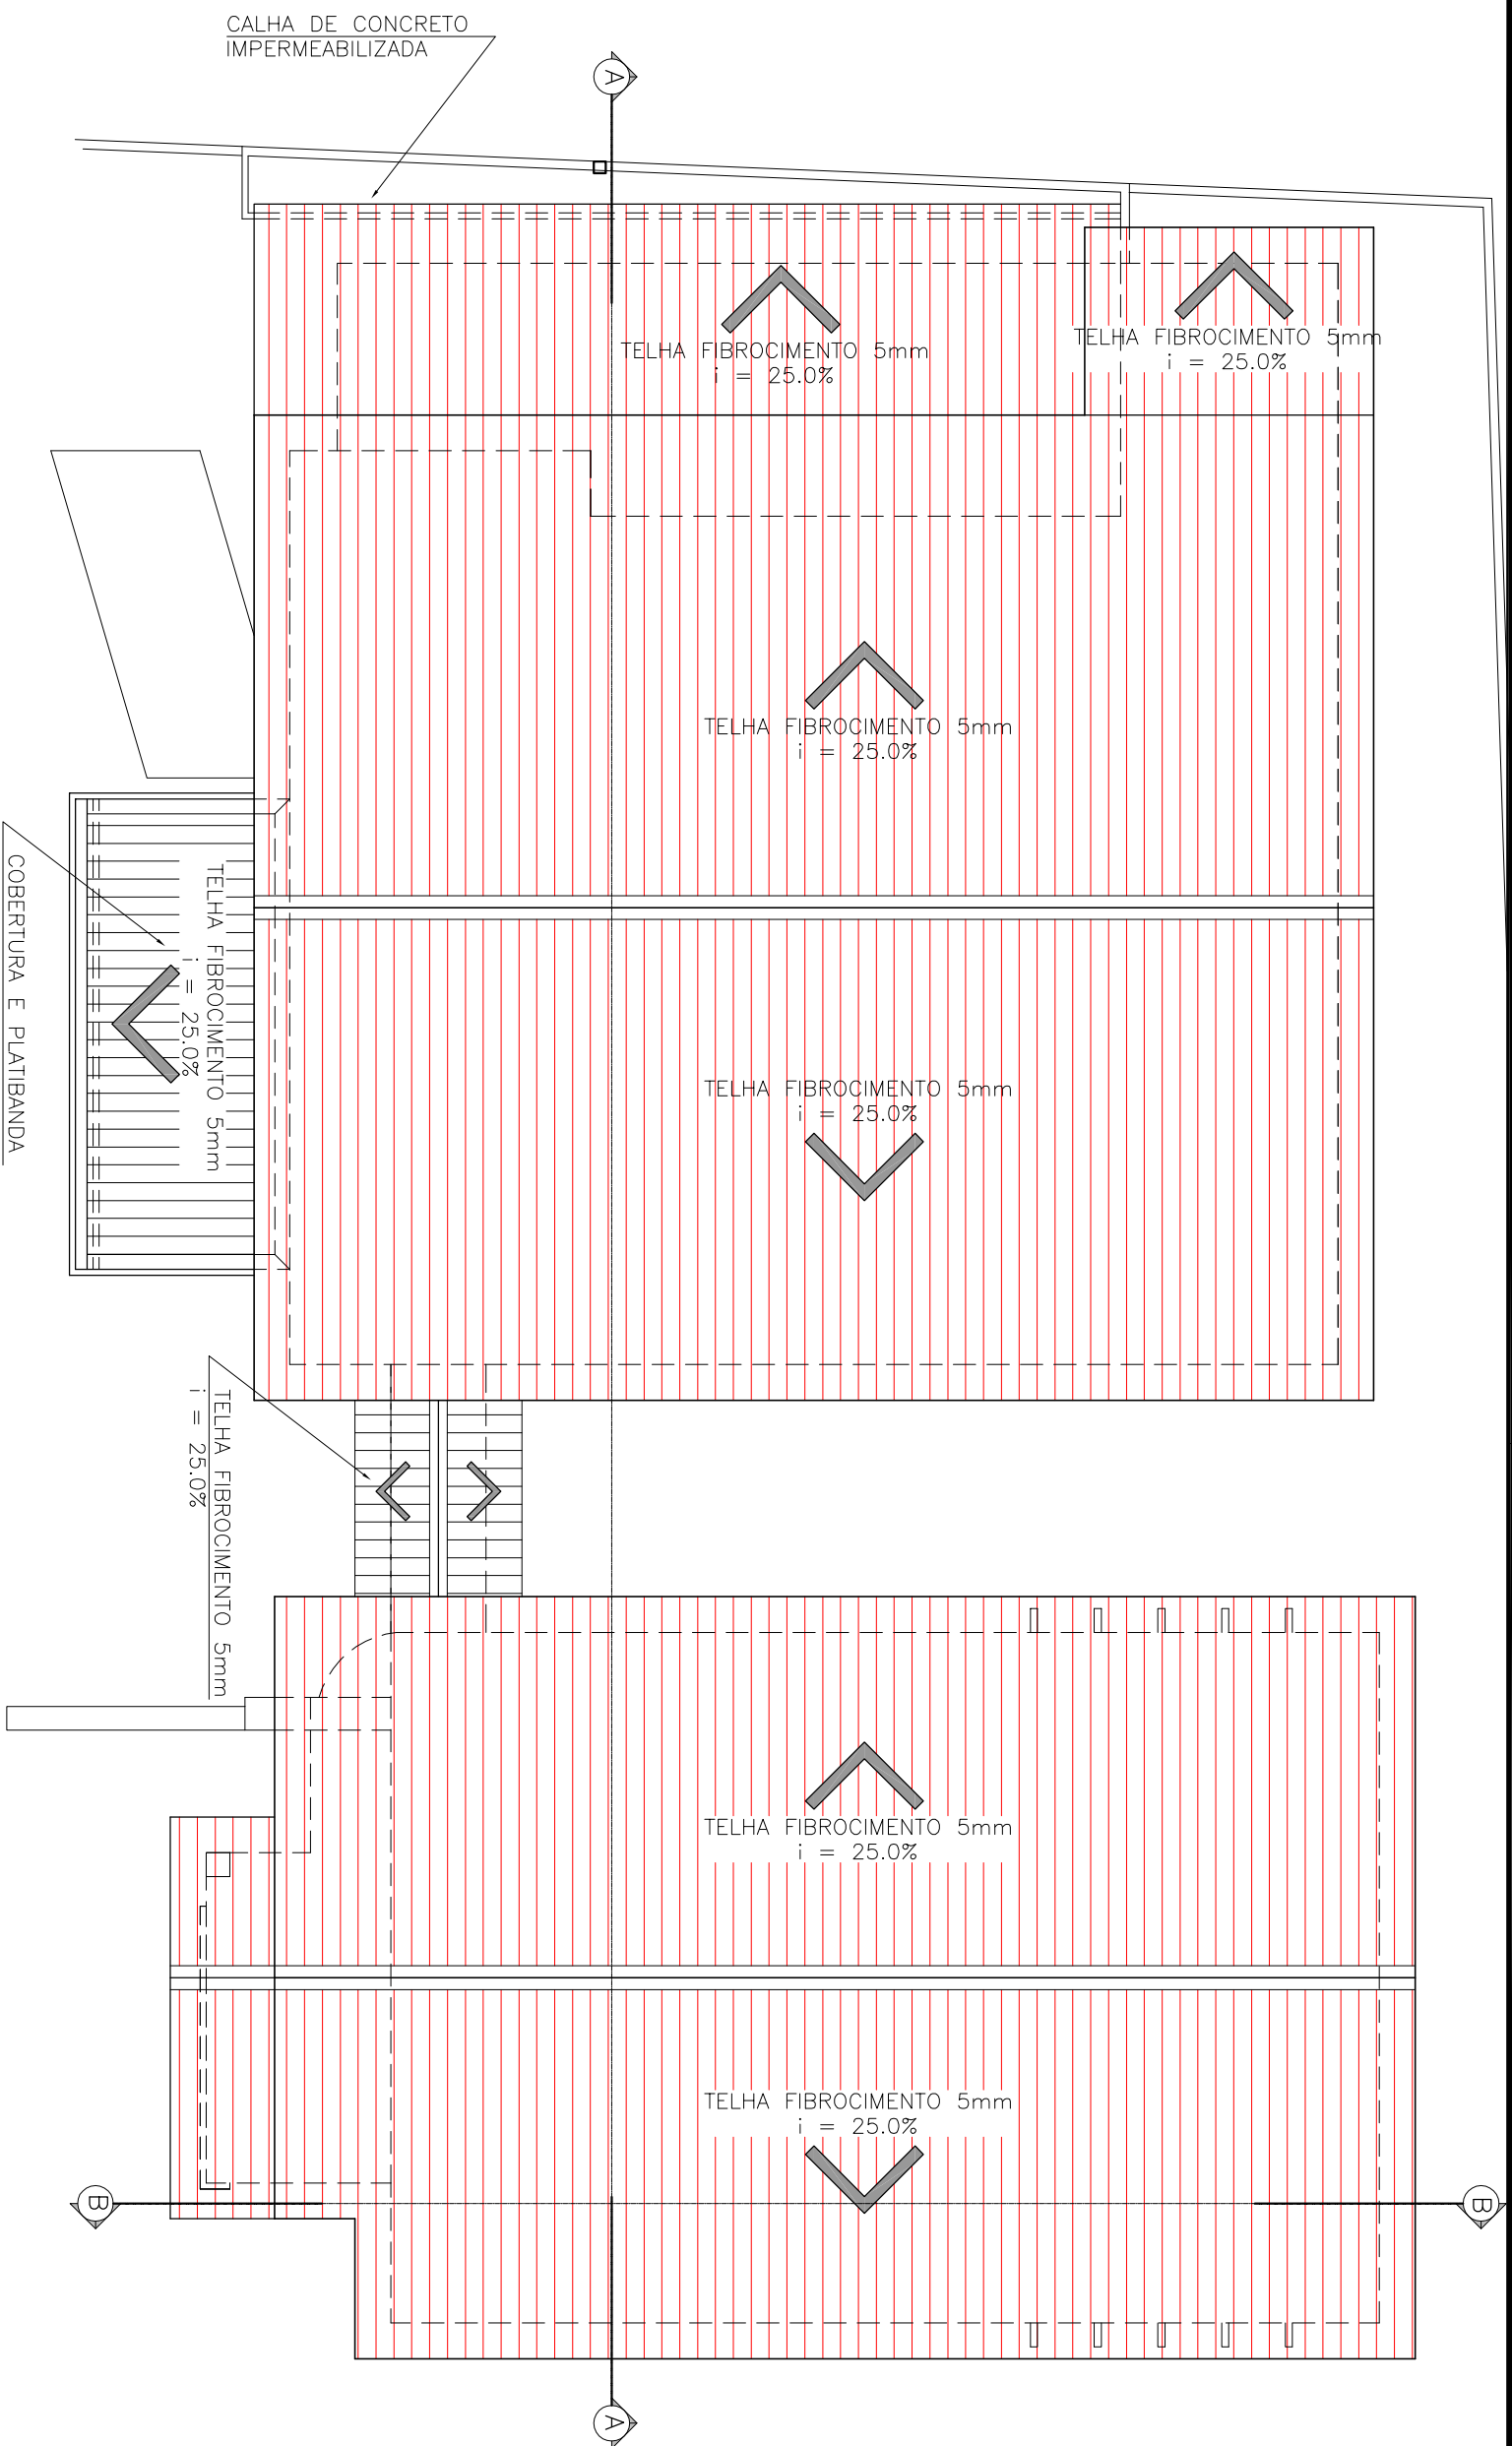 CALHA DE CONCRETO
IMPERMEABILIZADA
A
TELHA FIBROCIMENTO 5mm
i = 25.0%
TELHA FIBROCIMENTO 5mm
i = 25.0%
TELHA FIBROCIMENTO 5mm
i = 25.0%
COBERTURA E PLATIBANDA
TELHA FIBROCIMENTO 5mm
i = 25.0%
TELHA FIBROCIMENTO 5mm
i = 25.0%
TELHA FIBROCIMENTO 5mm
i = 25.0%
TELHA FIBROCIMENTO 5mm
i = 25.0%
TELHA FIBROCIMENTO 5mm
i = 25.0%
B
B
A